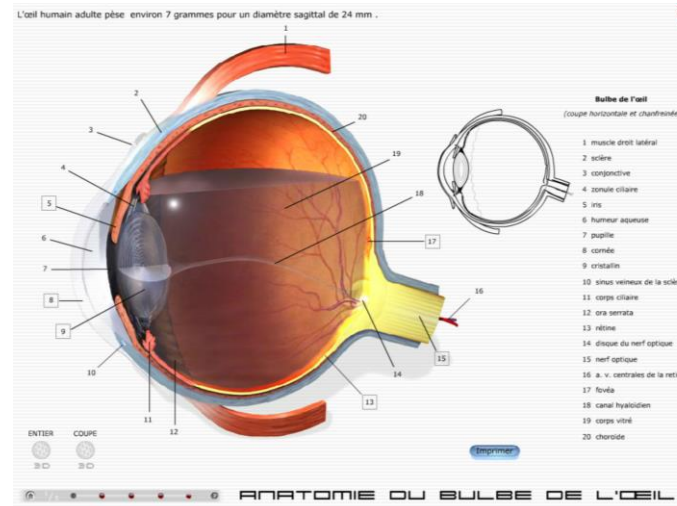 L'œil humain adulte pèse environ 7 grammes pour un diamètre sagittal de 24 mm .
1
2
20
3
19
4
18
5
17
6
7
16
8
9
15
10
14
11
13
12
Bulbe de l'œil
(coupe horizontale et chanfreinée
1 muscle droit latéral
2 sclère
3 conjonctive
4 zonule ciliaire
5 iris
6 humeur aqueuse
7 pupille
8 cornée
9 cristallin
10 sinus veineux de la sclè
11 corps ciliaire
12 ora serrata
13 rétine
14 disque du nerf optique
15 nerf optique
16 a. v. centrales de la reti
17 fovéa
18 canal hyaloïdien
19 corps vitré
20 choroïde
ENTIER COUPE
3D 3D
Imprimer
ANATOMIE DU BULBE DE L'ŒIL